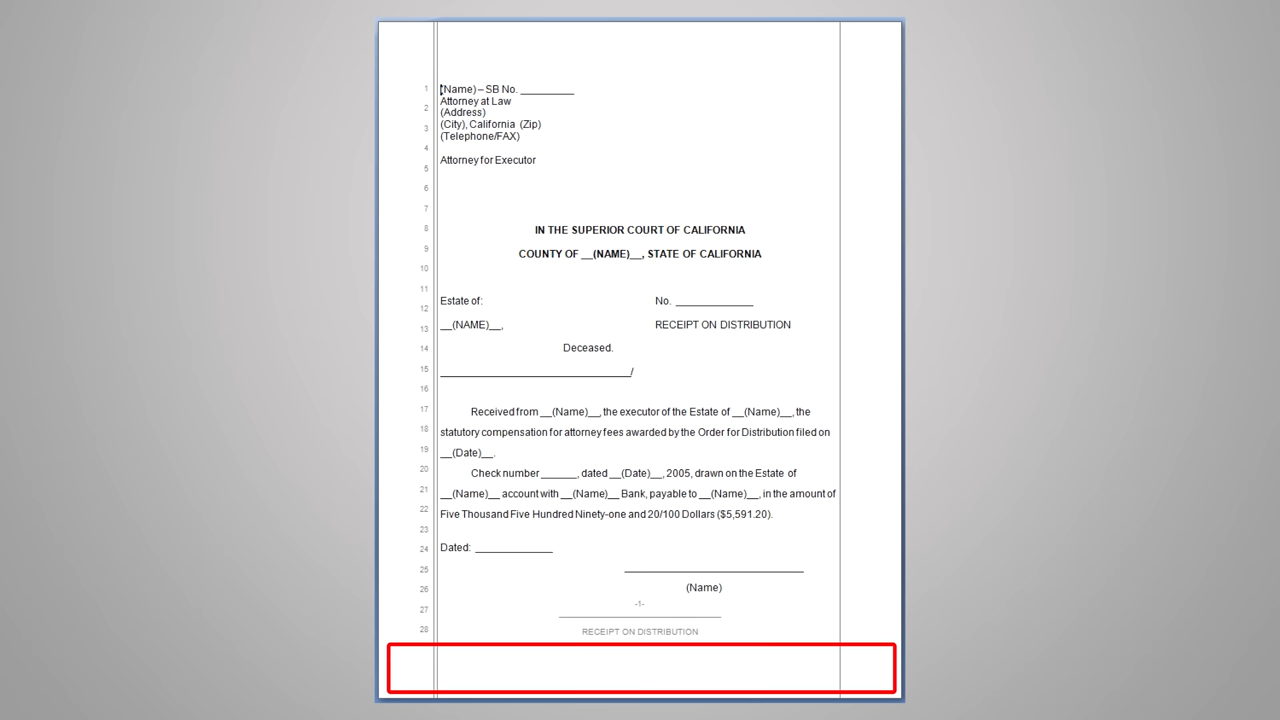 1 (Name) – SB No. __________
Attorney at Law
2 (Address)
3 (City), California (Zip)
(Telephone/FAX)
4
5 Attorney for Executor
6
7
8 IN THE SUPERIOR COURT OF CALIFORNIA
9 COUNTY OF __(NAME)__, STATE OF CALIFORNIA
10
11
12 Estate of: No. ______________
13 __(NAME)__, RECEIPT ON DISTRIBUTION
14 Deceased.
15 ___________________________________/
16
17 Received from __(Name)__, the executor of the Estate of __(Name)__, the
18 statutory compensation for attorney fees awarded by the Order for Distribution filed on
19 __(Date)__.
20 Check number ______, dated __(Date)__, 2005, drawn on the Estate of
21 __(Name)__ account with __(Name)__ Bank, payable to __(Name)__, in the amount of
22 Five Thousand Five Hundred Ninety-one and 20/100 Dollars ($5,591.20).
23
24 Dated: ______________
25 ________________________________
26 (Name)
27 -1-
28 RECEIPT ON DISTRIBUTION